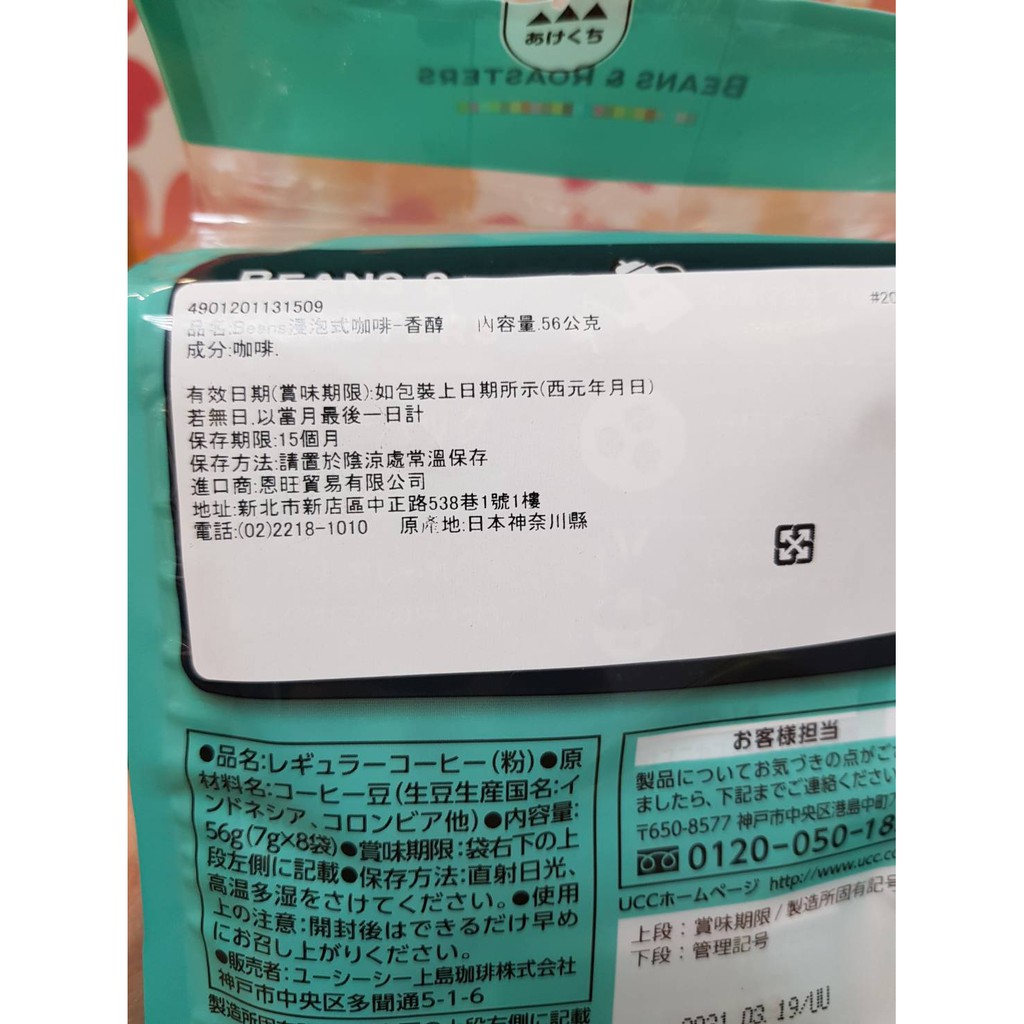 あけくち
BEANS & ROASTERS
4901201131509
#20
品名:Beans浸泡式咖啡-香醇 內容量.56公克
成分:咖啡.
有效日期(賞味期限):如包裝上日期所示(西元年月日)
若無日.以當月最後一日計
保存期限:15個月
保存方法:請置於陰涼處常溫保存
進口商:恩旺貿易有限公司
地址:新北市新店區中正路538巷1號1樓
電話:(02)2218-1010 原產地:日本神奈川縣
●品名:レギュラーコーヒー(粉)●原
材料名:コーヒー豆(生豆生産国名:イ
ンドネシア、コロンビア他)●内容量:
56g(7g×8袋)●賞味期限:袋右下の上
段左側に記載●保存方法:直射日光、
高温多湿をさけてください。●使用
上の注意:開封後はできるだけ早め
にお召し上がりください。
●販売者:ユーシーシー上島珈琲株式会社
神戸市中央区多聞通5-1-6
お客様担当
製品についてお気づきの点がご
ましたら、下記までご連絡ください
〒650-8577 神戸市中央区港島中町
0120-050-18
UCCホームページ http://www.ucc.co
上段:賞味期限/製造所固有記号
下段:管理記号
2021.03.19/UU